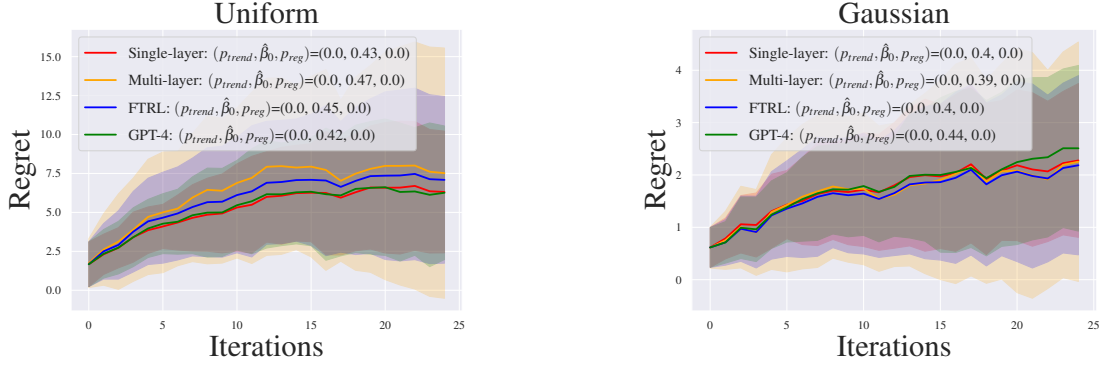 Uniform
Regret
15.0
12.5
10.0
7.5
5.0
2.5
0.0
Single-layer: (p_trend, β̂_0, p_reg)=(0.0, 0.43, 0.0)
Multi-layer: (p_trend, β̂_0, p_reg)=(0.0, 0.47, 0.0)
FTRL: (p_trend, β̂_0, p_reg)=(0.0, 0.45, 0.0)
GPT-4: (p_trend, β̂_0, p_reg)=(0.0, 0.42, 0.0)
0 5 10 15 20 25
Iterations
Gaussian
Regret
4
3
2
1
0
Single-layer: (p_trend, β̂_0, p_reg)=(0.0, 0.4, 0.0)
Multi-layer: (p_trend, β̂_0, p_reg)=(0.0, 0.39, 0.0)
FTRL: (p_trend, β̂_0, p_reg)=(0.0, 0.4, 0.0)
GPT-4: (p_trend, β̂_0, p_reg)=(0.0, 0.44, 0.0)
0 5 10 15 20 25
Iterations